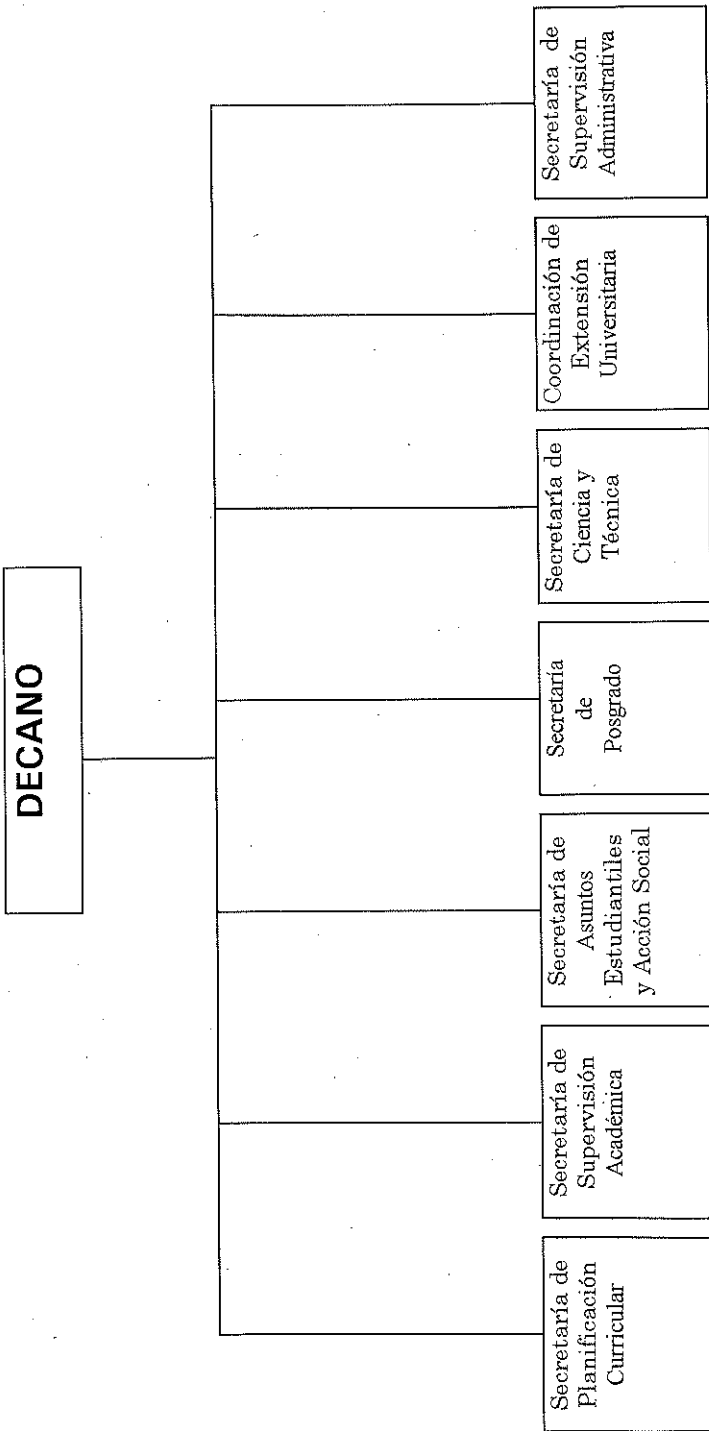 DECANO
Secretaría de
Planificación
Curricular
Secretaría de
Supervisión
Académica
Secretaría de
Asuntos
Estudiantiles
y Acción Social
Secretaría
de
Posgrado
Secretaría de
Ciencia y
Técnica
Coordinación de
Extensión
Universitaria
Secretaría de
Supervisión
Administrativa